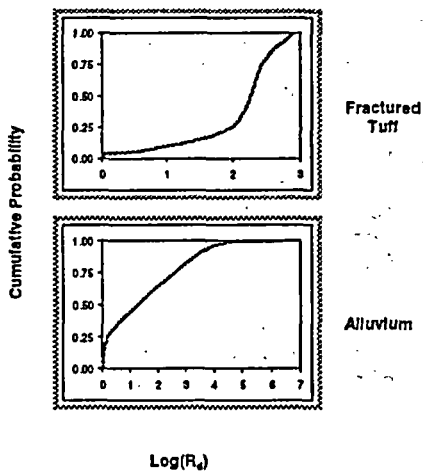 Cumulative Probability
1.00
0.75
0.50
0.25
0.00
0 1 2 3
Fractured
Tuff
1.00
0.75
0.50
0.25
0.00
0 1 2 3 4 5 6 7
Alluvium
Log(Rd)